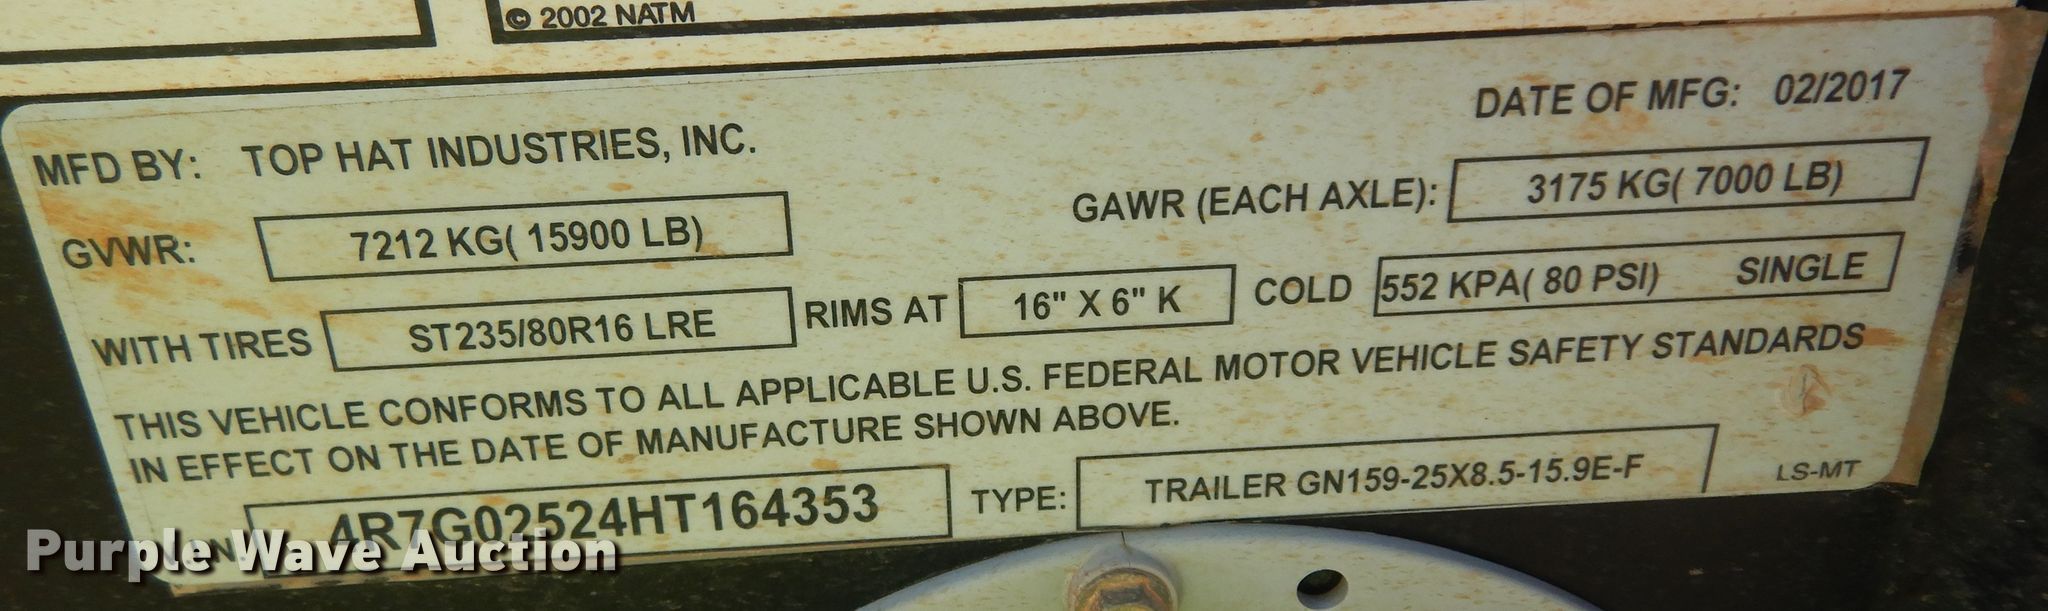 © 2002 NATM
DATE OF MFG: 02/2017
MFD BY: TOP HAT INDUSTRIES, INC.
GAWR (EACH AXLE): 3175 KG( 7000 LB)
GVWR: 7212 KG( 15900 LB)
WITH TIRES ST235/80R16 LRE RIMS AT 16" X 6" K COLD 552 KPA( 80 PSI) SINGLE
THIS VEHICLE CONFORMS TO ALL APPLICABLE U.S. FEDERAL MOTOR VEHICLE SAFETY STANDARDS
IN EFFECT ON THE DATE OF MANUFACTURE SHOWN ABOVE.
4R7G02524HT164353 TYPE: TRAILER GN159-25X8.5-15.9E-F LS-MT
Purple Wave Auction